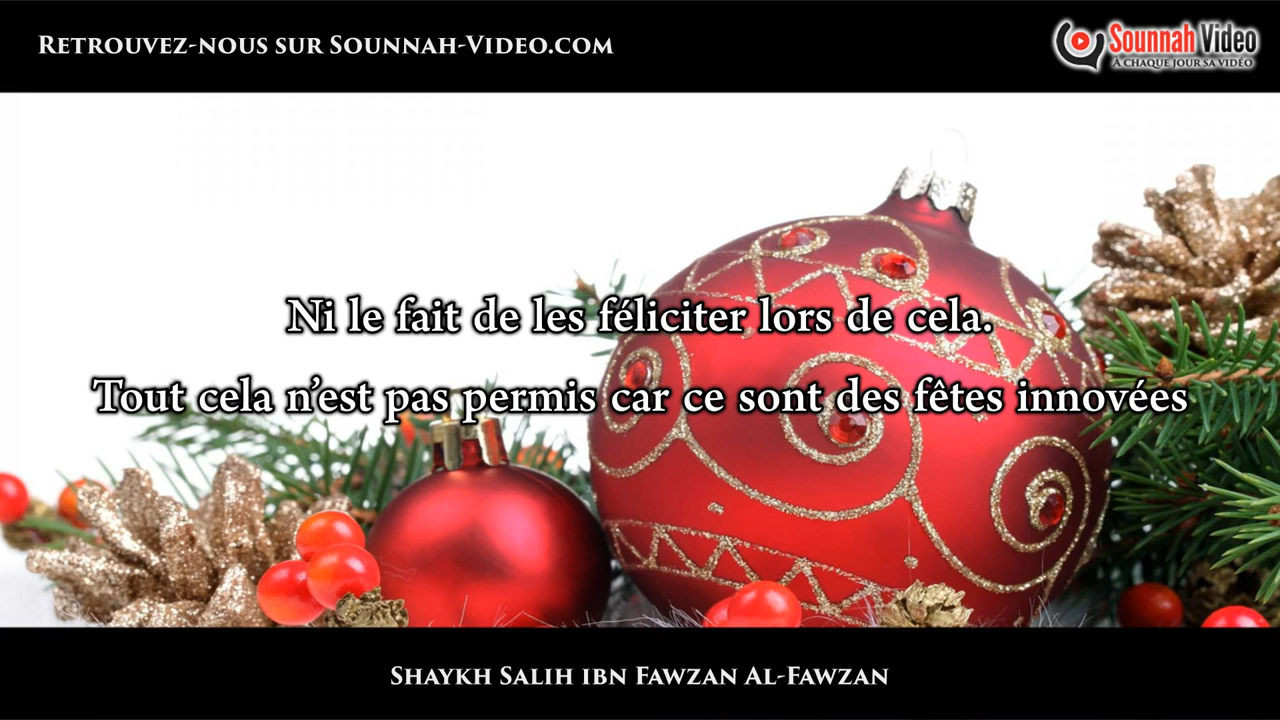 Retrouvez-nous sur Sounnah-Video.com
Sounnah Video
À CHAQUE JOUR SA VIDÉO
Ni le fait de les féliciter lors de cela.
Tout cela n’est pas permis car ce sont des fêtes innovées
Shaykh Salih ibn Fawzan Al-Fawzan